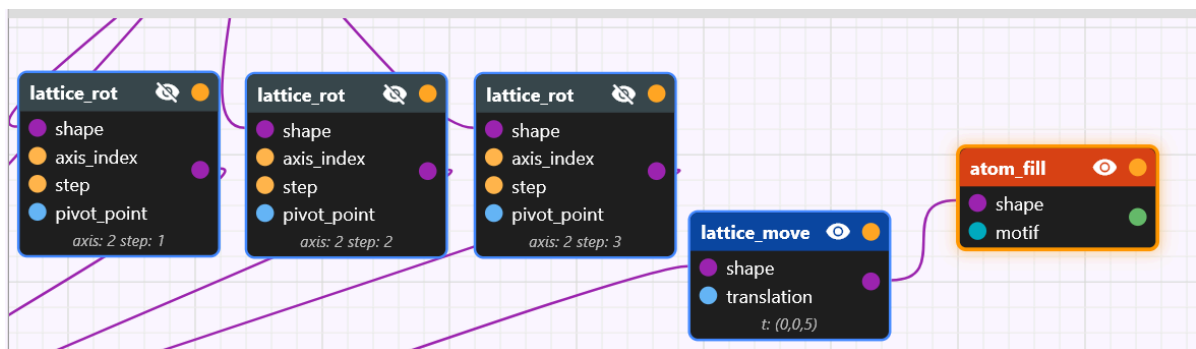 lattice_rot
shape
axis_index
step
pivot_point
axis: 2 step: 1
lattice_rot
shape
axis_index
step
pivot_point
axis: 2 step: 2
lattice_rot
shape
axis_index
step
pivot_point
axis: 2 step: 3
lattice_move
shape
translation
t: (0,0,5)
atom_fill
shape
motif